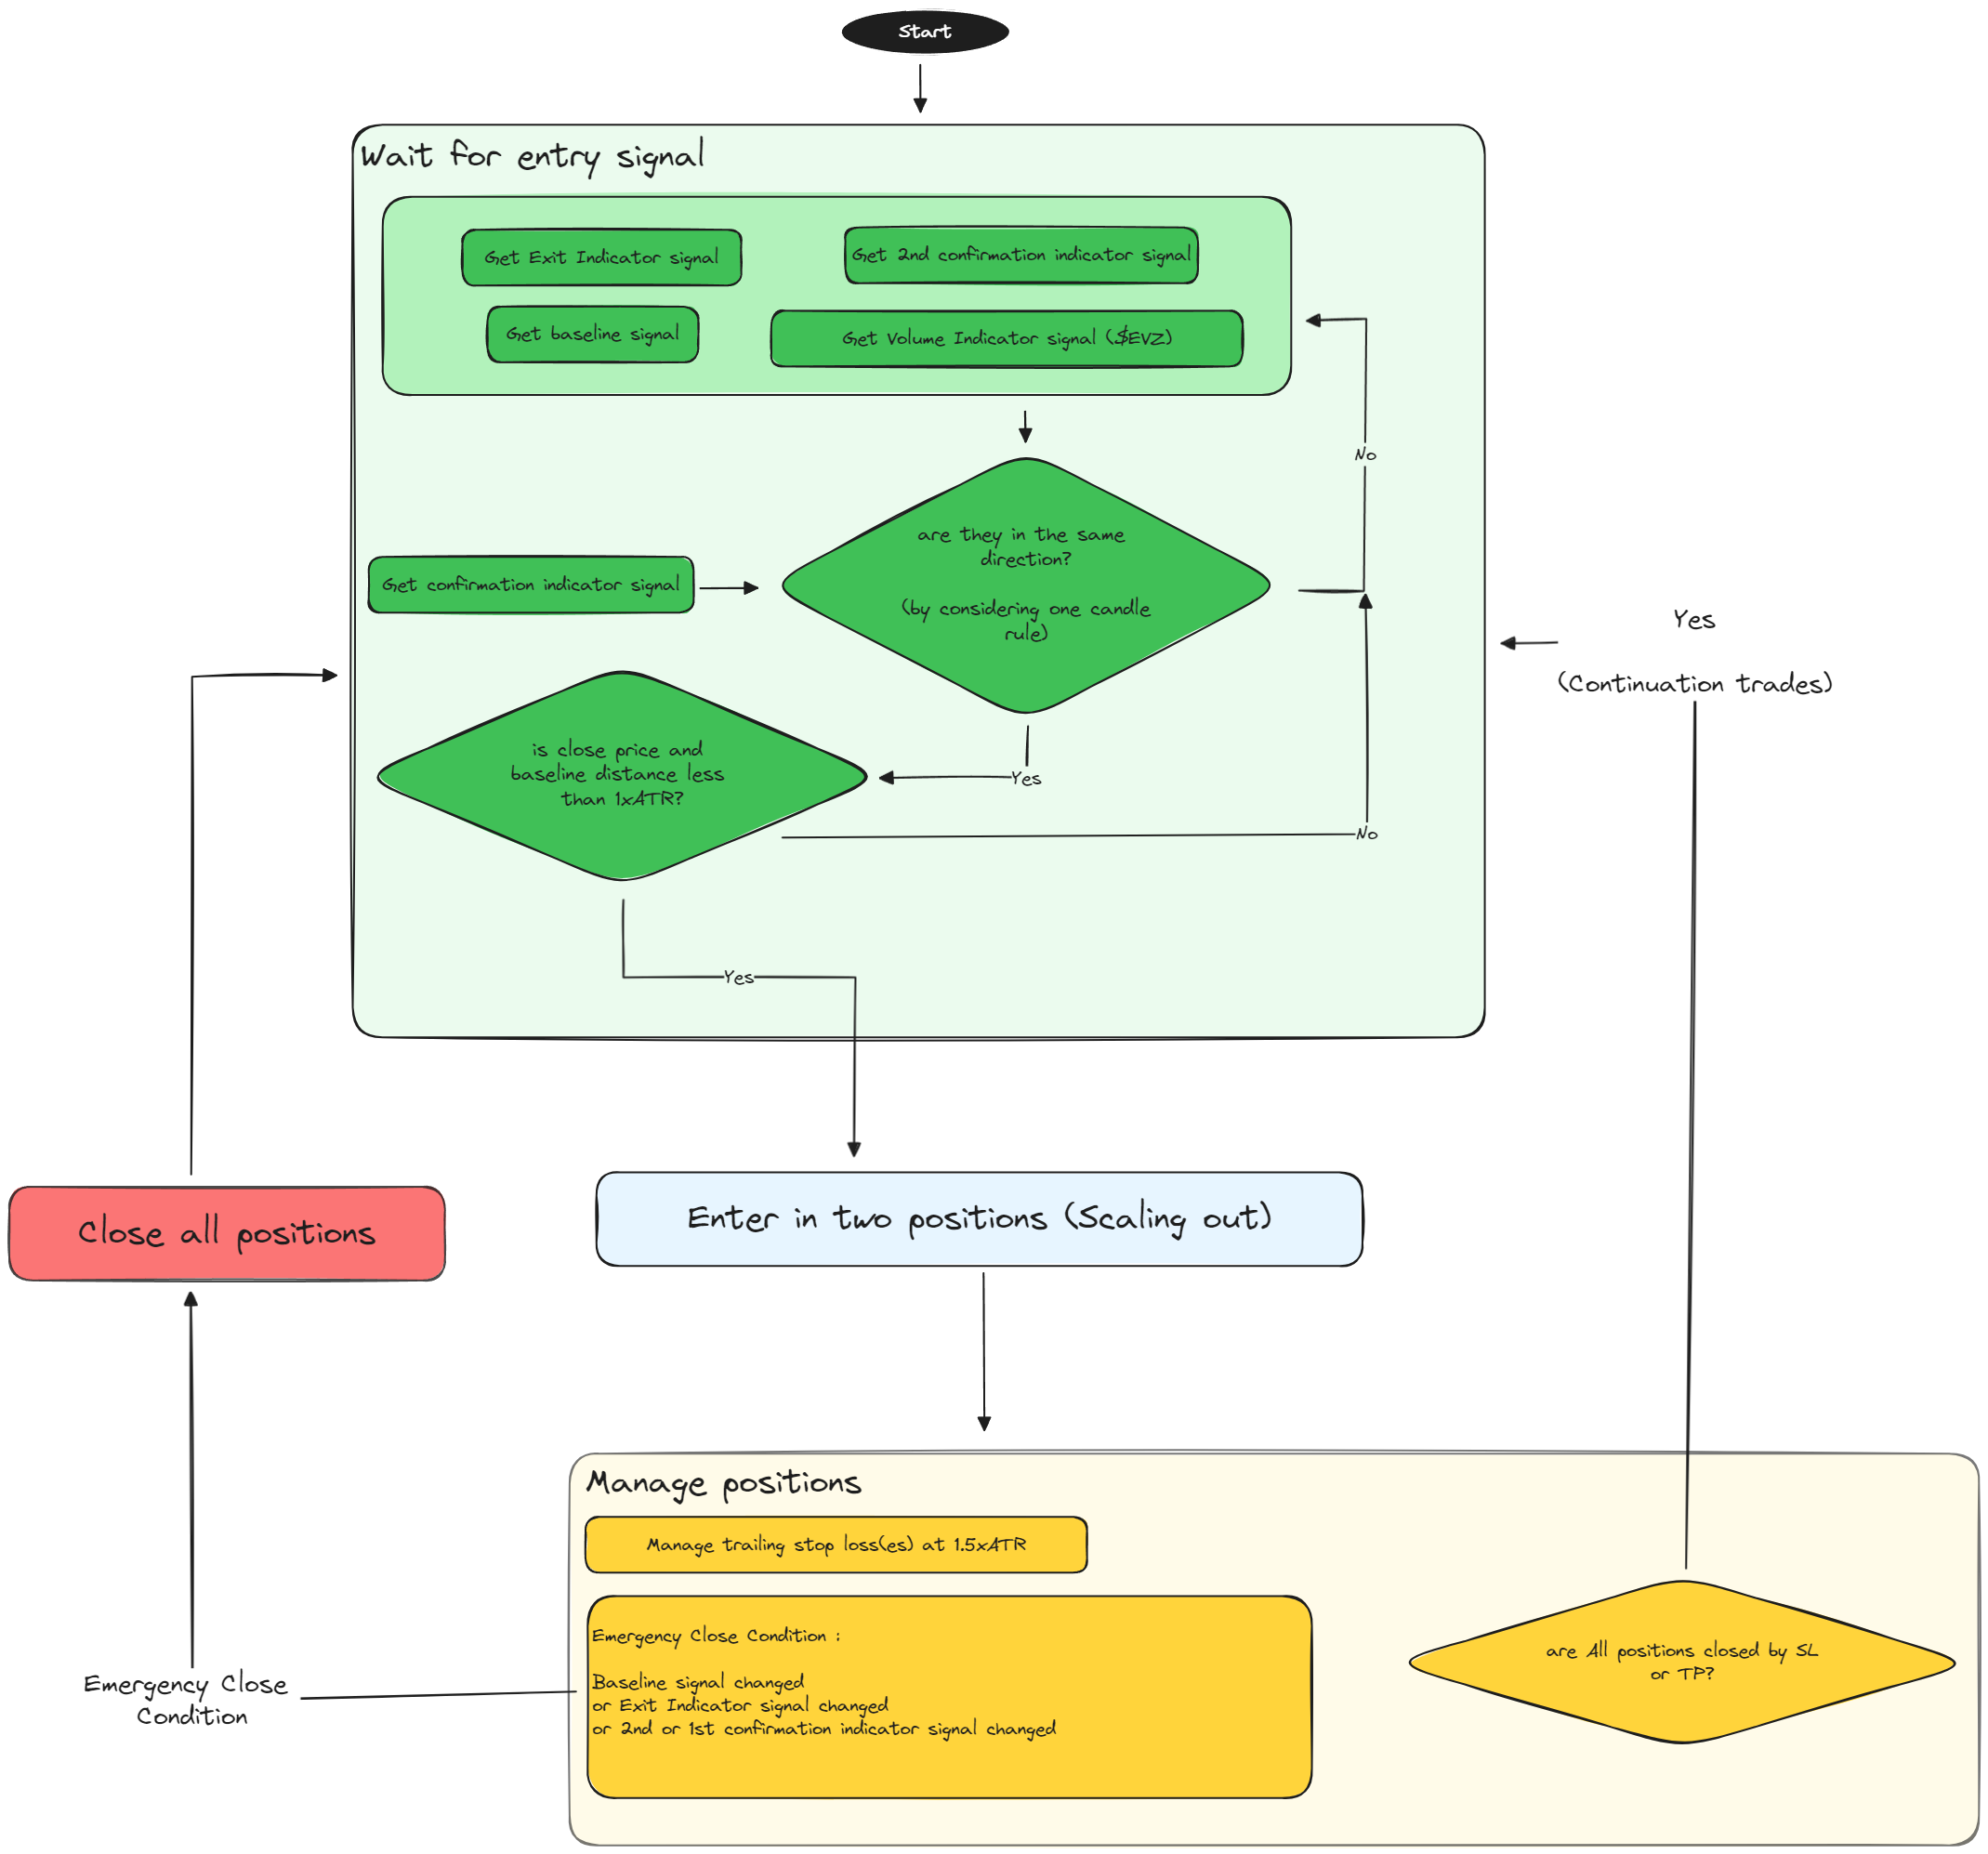 Start
Wait for entry signal
Get Exit Indicator signal
Get 2nd confirmation indicator signal
Get baseline signal
Get Volume Indicator signal ($EVZ)
No
are they in the same
direction?
(by considering one candle
rule)
Get confirmation indicator signal
Yes
(Continuation trades)
is close price and
baseline distance less
than 1xATR?
Yes
No
Yes
Close all positions
Enter in two positions (Scaling out)
Manage positions
Manage trailing stop loss(es) at 1.5xATR
Emergency Close Condition :
Baseline signal changed
or Exit Indicator signal changed
or 2nd or 1st confirmation indicator signal changed
are All positions closed by SL
or TP?
Emergency Close
Condition